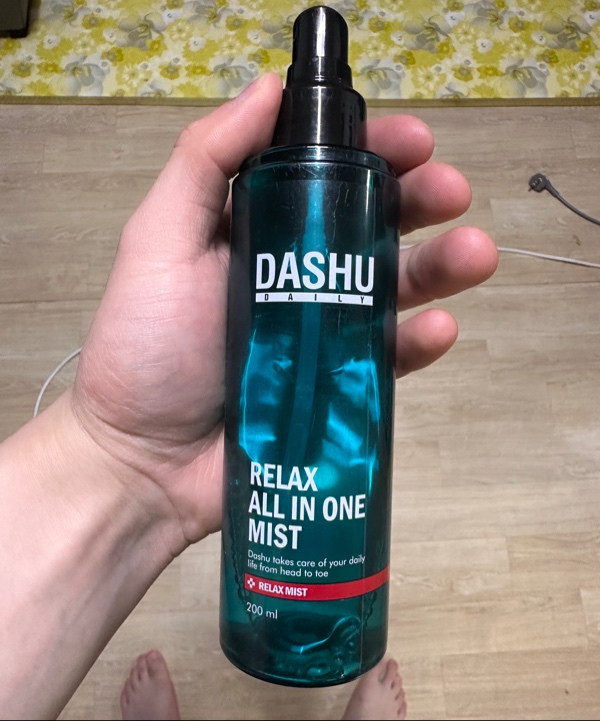 DASHU
DAILY
RELAX
ALL IN ONE
MIST
Dashu takes care of your daily
life from head to toe
RELAX MIST
200 ml